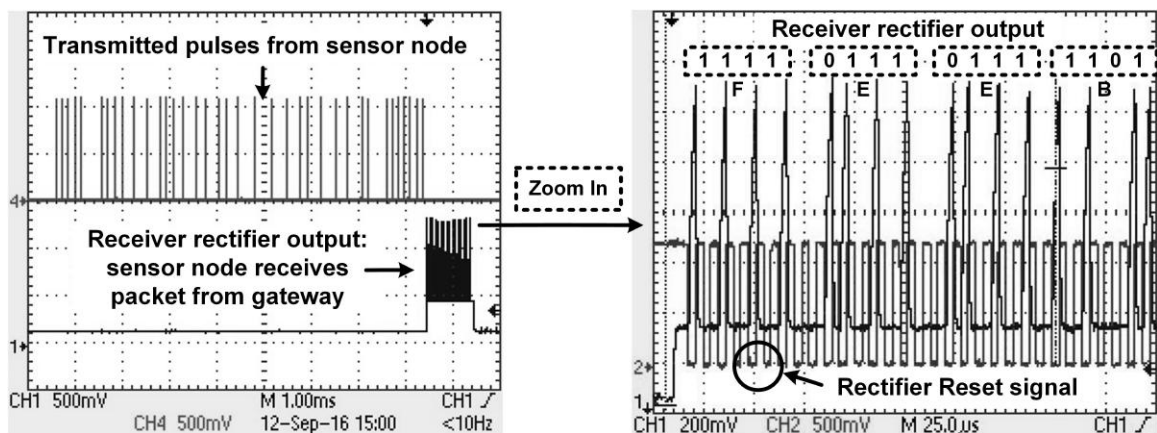 Transmitted pulses from sensor node
4
Receiver rectifier output:
sensor node receives
packet from gateway
1
CH1 500mV M 1.00ms CH1
CH4 500mV 12-Sep-16 15:00 <10Hz
Zoom In
Receiver rectifier output
1 1 1 1 0 1 1 1 0 1 1 1 1 1 0 1
F E E B
2
Rectifier Reset signal
1
CH1 200mV CH2 500mV M 25.0µs CH1